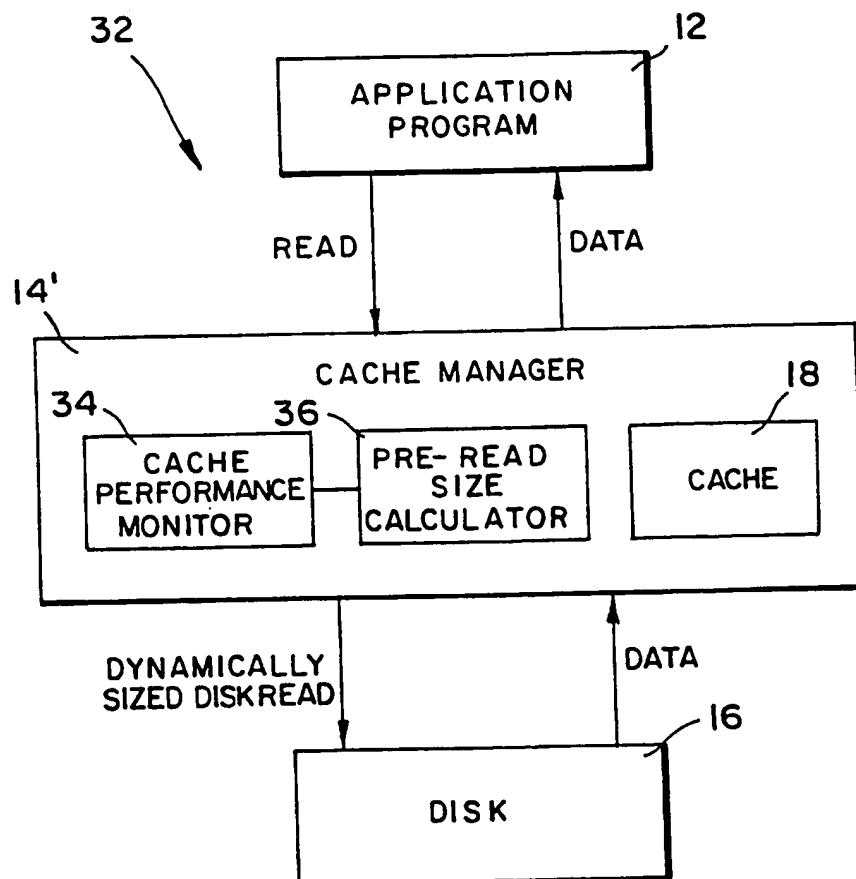 32
12
APPLICATION
PROGRAM
READ
DATA
14'
CACHE MANAGER
34
36
18
CACHE
PERFORMANCE
MONITOR
PRE-READ
SIZE
CALCULATOR
CACHE
DYNAMICALLY
SIZED DISKREAD
DATA
16
DISK